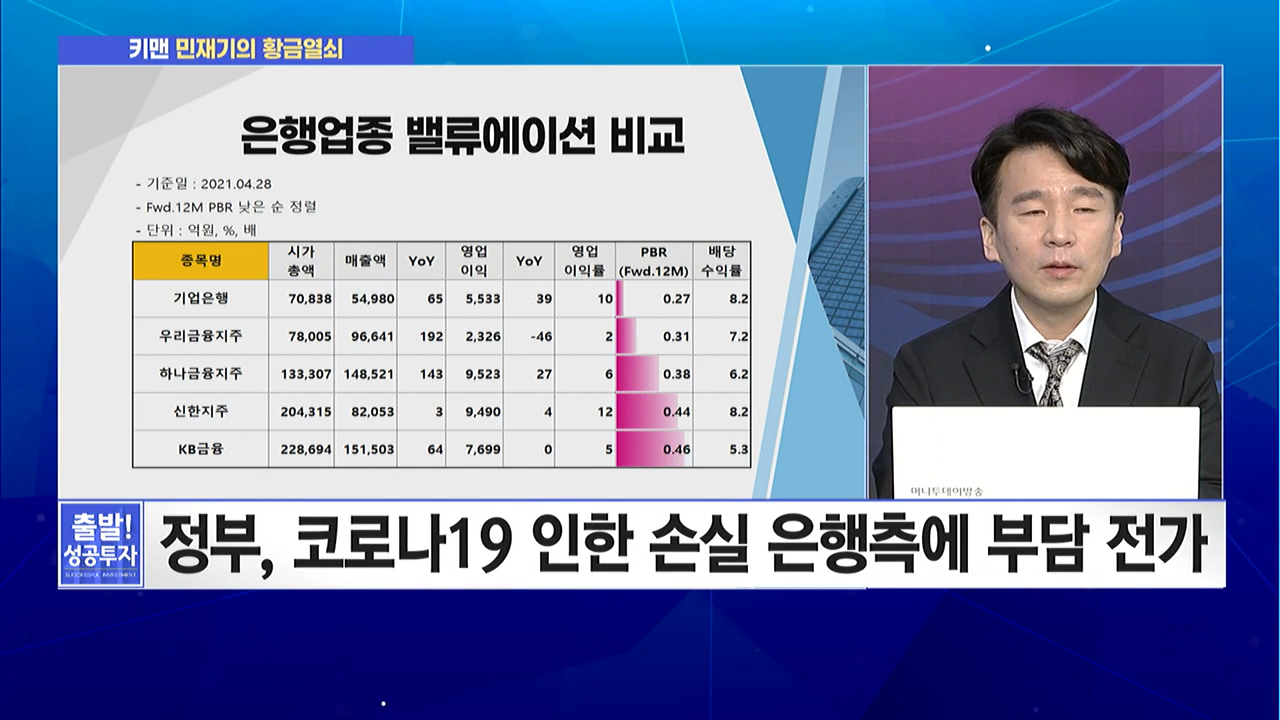 키맨 민재기의 황금열쇠
은행업종 밸류에이션 비교
- 기준일 : 2021.04.28
- Fwd.12M PBR 낮은 순 정렬
- 단위 : 억원, %, 배
종목명 시가총액 매출액 YoY 영업이익 YoY 영업이익률 PBR (Fwd.12M) 배당수익률
기업은행 70,838 54,980 65 5,533 39 10 0.27 8.2
우리금융지주 78,005 96,641 192 2,326 -46 2 0.31 7.2
하나금융지주 133,307 148,521 143 9,523 27 6 0.38 6.2
신한지주 204,315 82,053 3 9,490 4 12 0.44 8.2
KB금융 228,694 151,503 64 7,699 0 5 0.46 5.3
머니투데이방송
출발!
성공투자
SUCCESSFUL INVESTMENT
정부, 코로나19 인한 손실 은행측에 부담 전가